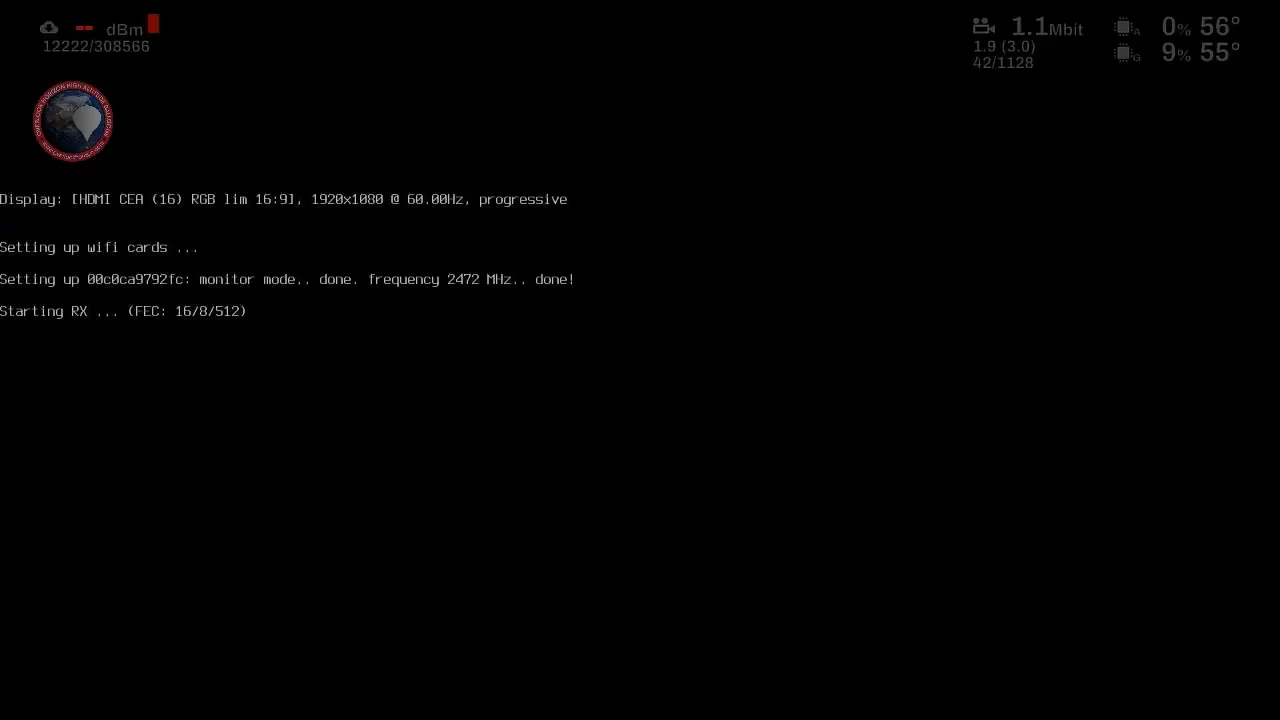 -- dBm
12222/308566
1.1Mbit
1.9 (3.0)
42/1128
A 0% 56°
G 9% 55°
Display: [HDMI CEA (16) RGB lim 16:9], 1920x1080 @ 60.00Hz, progressive
Setting up wifi cards ...
Setting up 00c0ca9792fc: monitor mode.. done. frequency 2472 MHz.. done!
Starting RX ... (FEC: 16/8/512)